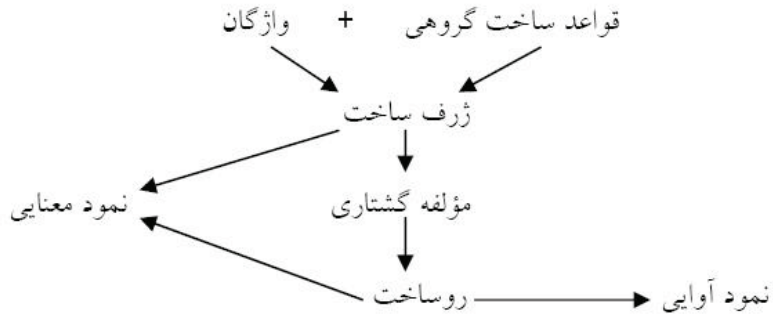 قواعد ساخت گروهی + واژگان
ژرف ساخت
مؤلفه گشتاری
نمود معنایی
روساخت
نمود آوایی